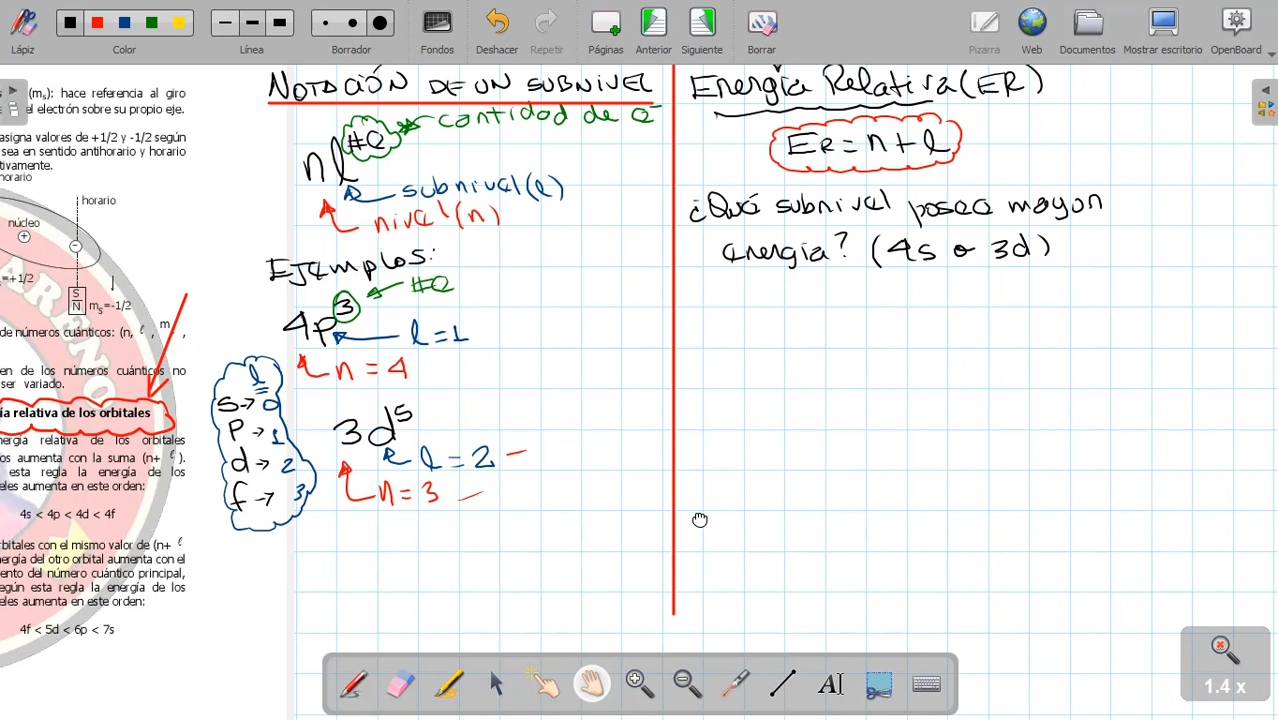 Lápiz
Color
Línea
Borrador
Fondos
Deshacer
Repetir
Páginas
Anterior
Siguiente
Borrar
Pizarra
Web
Documentos
Mostrar escritorio
OpenBoard
(mₛ): hace referencia al giro
el electrón sobre su propio eje.
asigna valores de +1/2 y -1/2 según
sea en sentido antihorario y horario
tivamente.
horario
horario
núcleo
+
−
=+1/2
S
N
mₛ=-1/2
de números cuánticos: (n, ℓ , m
en de los números cuánticos no
ser variado.
ía relativa de los orbitales
nergía relativa de los orbitales
os aumenta con la suma (n+ ℓ ).
esta regla la energía de los
eles aumenta en este orden:
4s < 4p < 4d < 4f
rbitales con el mismo valor de (n+ ℓ
nergía del otro orbital aumenta con el
ento del número cuántico principal,
egún esta regla la energía de los
eles aumenta en este orden:
4f < 5d < 6p < 7s
NOTACIÓN DE UN SUBNIVEL
nl#e
cantidad de e⁻
subnivel(l)
nivel(n)
Ejemplos:
4p³
#e
l=1
n=4
l
s→0
p→1
d→2
f→3
3d⁵
l=2
n=3
Energía Relativa(ER)
ER=n+l
¿Qué subnivel posee mayor
energía? (4s o 3d)
1.4 x